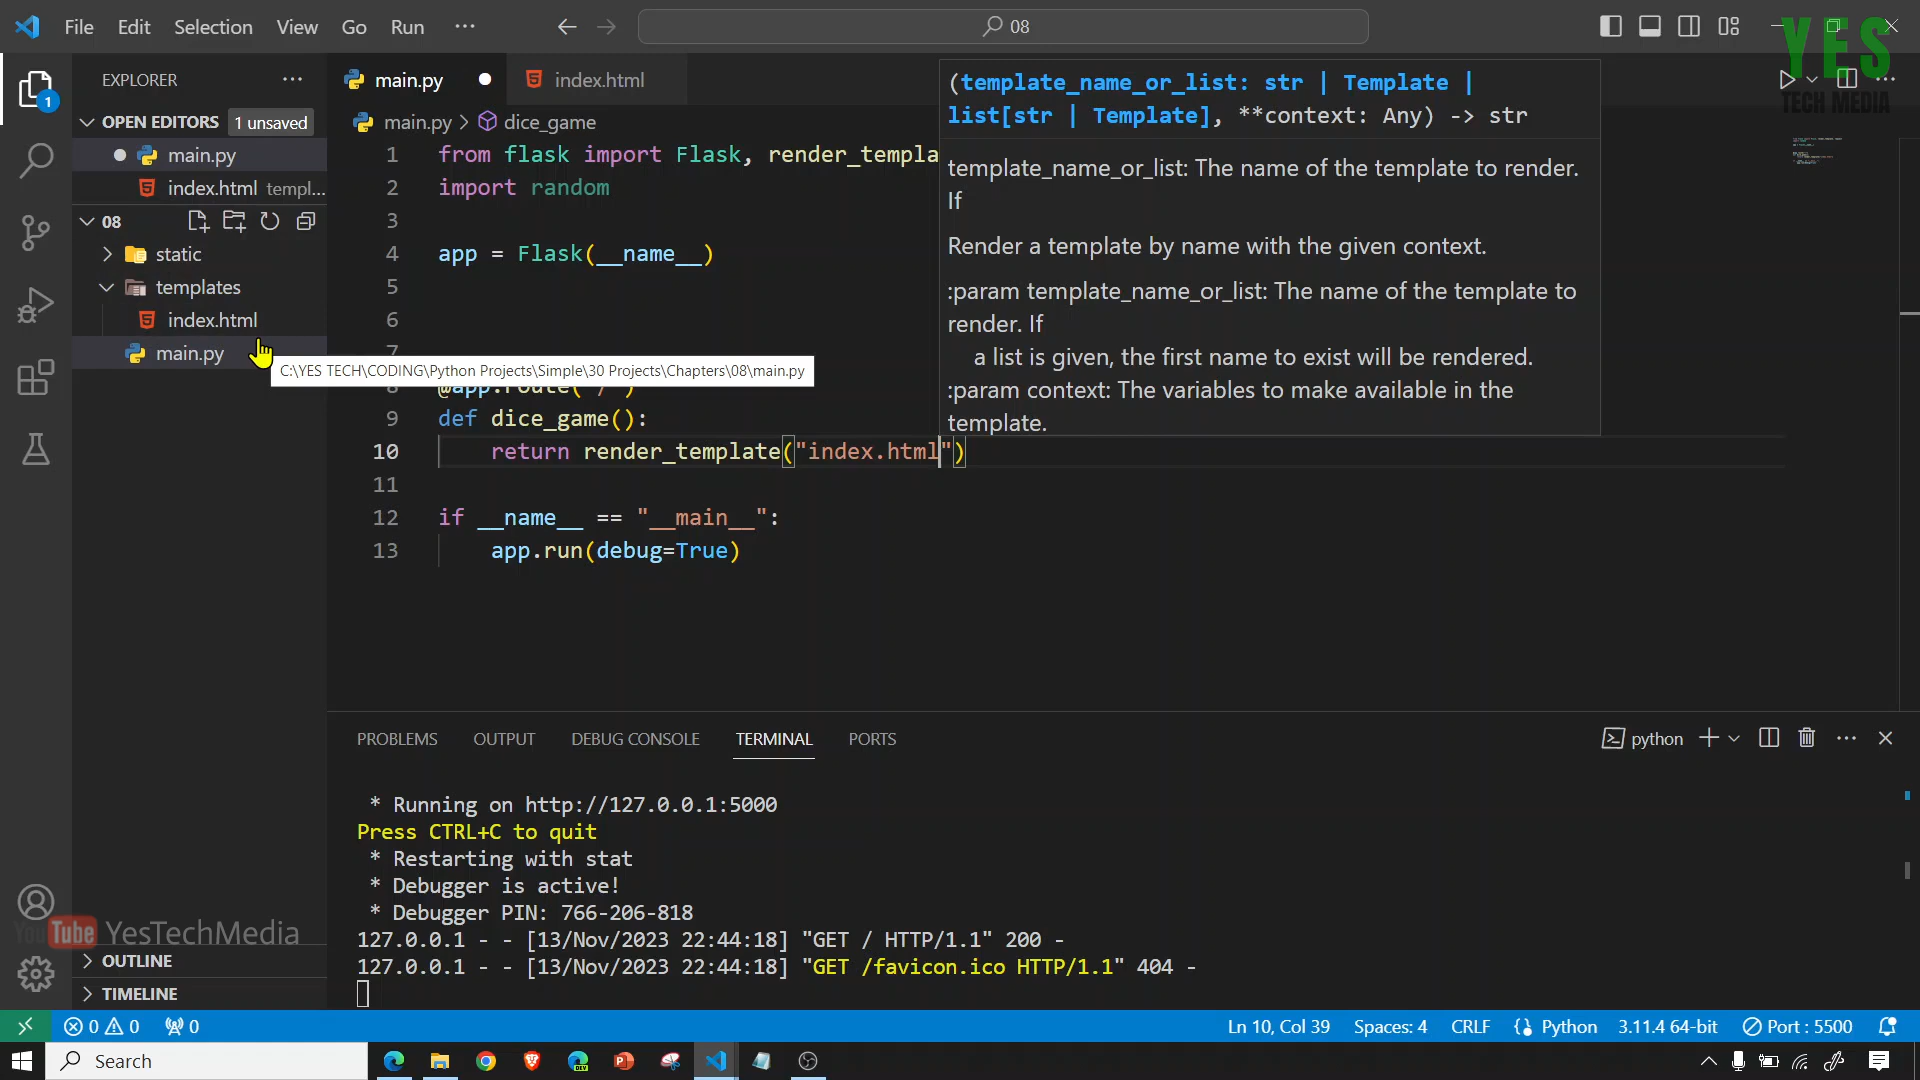 File Edit Selection View Go Run ··· 08
YES
TECH MEDIA
EXPLORER ···
OPEN EDITORS 1 unsaved
main.py
index.html templ...
08
static
templates
index.html
main.py
C:\YES TECH\CODING\Python Projects\Simple\30 Projects\Chapters\08\main.py
YouTube YesTechMedia
OUTLINE
TIMELINE
main.py index.html
main.py > dice_game
1 from flask import Flask, render_templa
2 import random
3
4 app = Flask(__name__)
5
6
7
8 @app.route("/")
9 def dice_game():
10 return render_template("index.html")
11
12 if __name__ == "__main__":
13 app.run(debug=True)
(template_name_or_list: str | Template |
list[str | Template], **context: Any) -> str
template_name_or_list: The name of the template to render.
If
Render a template by name with the given context.
:param template_name_or_list: The name of the template to
render. If
a list is given, the first name to exist will be rendered.
:param context: The variables to make available in the
template.
PROBLEMS OUTPUT DEBUG CONSOLE TERMINAL PORTS python
* Running on http://127.0.0.1:5000
Press CTRL+C to quit
* Restarting with stat
* Debugger is active!
* Debugger PIN: 766-206-818
127.0.0.1 - - [13/Nov/2023 22:44:18] "GET / HTTP/1.1" 200 -
127.0.0.1 - - [13/Nov/2023 22:44:18] "GET /favicon.ico HTTP/1.1" 404 -
0 0 0 Ln 10, Col 39 Spaces: 4 CRLF Python 3.11.4 64-bit Port : 5500
Search